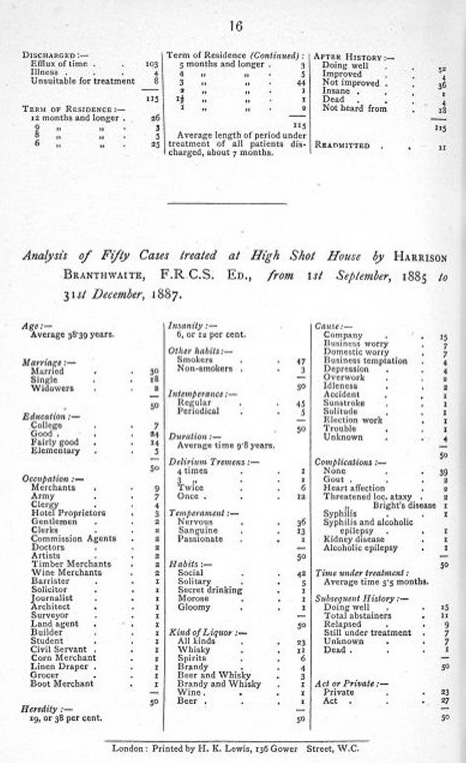 16
DISCHARGED :—
Efflux of time . . 103
Illness . . 4
Unsuitable for treatment 8
115
TERM OF RESIDENCE :—
12 months and longer . 26
9 „ „ . 3
8 „ „ . 5
6 „ „ . 25
Term of Residence (Continued) :
5 months and longer . 3
4 „ „ . 5
3 „ „ . 44
2 „ „ . 1
1½ „ „ . 1
1 „ „ . 2
115
Average length of period under
treatment of all patients dis-
charged, about 7 months.
AFTER HISTORY :—
Doing well . . 52
Improved . . 4
Not improved . . 36
Insane . . 1
Dead . . 4
Not heard from . 18
115
READMITTED . . 11
Analysis of Fifty Cases treated at High Shot House by HARRISON
BRANTHWAITE, F.R.C.S. ED., from 1st September, 1885 to
31st December, 1887.
Age :—
Average 38·39 years.
Marriage :—
Married . . 30
Single . . 18
Widowers . . 2
50
Education :—
College . . 7
Good . . 24
Fairly good . . 14
Elementary . . 5
50
Occupation :—
Merchants . . 9
Army . . 7
Clergy . . 4
Hotel Proprietors . 3
Gentlemen . . 2
Clerks . . 2
Commission Agents . 2
Doctors . . 2
Artists . . 2
Timber Merchants . 2
Wine Merchants . 2
Barrister . . 1
Solicitor . . 1
Journalist . . 1
Architect . . 1
Surveyor . . 1
Land agent . . 1
Builder . . 1
Student . . 1
Civil Servant . . 1
Corn Merchant . 1
Linen Draper . . 1
Grocer . . 1
Boot Merchant . 1
50
Heredity :—
19, or 38 per cent.
Insanity :—
6, or 12 per cent.
Other habits :—
Smokers . . 47
Non-smokers . . 3
50
Intemperance :—
Regular . . 45
Periodical . . 5
50
Duration :—
Average time 9·8 years.
Delirium Tremens :—
4 times . . 1
3 „ . . 1
Twice . . 6
Once . . 12
Temperament :—
Nervous . . 36
Sanguine . . 13
Passionate . . 1
50
Habits :—
Social . . 42
Solitary . . 5
Secret drinking . 1
Morose . . 1
Gloomy . . 1
50
Kind of Liquor :—
All kinds . . 23
Whisky . . 12
Spirits . . 6
Brandy . . 4
Beer and Whisky . 3
Brandy and Whisky . 1
Wine . . 1
Beer . . 1
50
Cause :—
Company . . 15
Business worry . 7
Domestic worry . 7
Business temptation . 4
Depression . . 4
Overwork . . 2
Idleness . . 2
Accident . . 1
Sunstroke . . 1
Solitude . . 1
Election work . 1
Trouble . . 1
Unknown . . 4
50
Complications :—
None . . 39
Gout . . 2
Heart affection . 2
Threatened loc. ataxy . 2
„ Bright's disease 1
Syphilis . . 1
Syphilis and alcoholic
epilepsy . . 1
Kidney disease . 1
Alcoholic epilepsy . 1
50
Time under treatment :
Average time 5·5 months.
Subsequent History :—
Doing well . . 15
Total abstainers . 11
Relapsed . . 9
Still under treatment . 7
Unknown . . 7
Dead . . 1
50
Act or Private :—
Private . . 23
Act . . 27
50
London: Printed by H. K. Lewis, 136 Gower Street, W.C.